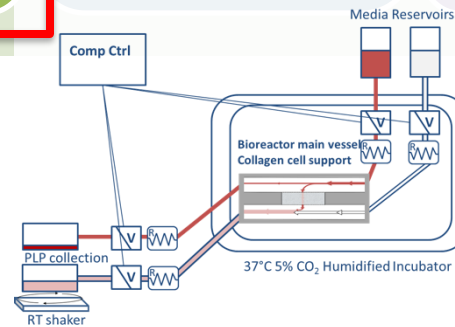 Media Reservoirs
Comp Ctrl
V
V
Bioreactor main vessel
Collagen cell support
R
R
V
R
PLP collection
V
R
37°C 5% CO₂ Humidified Incubator
RT shaker